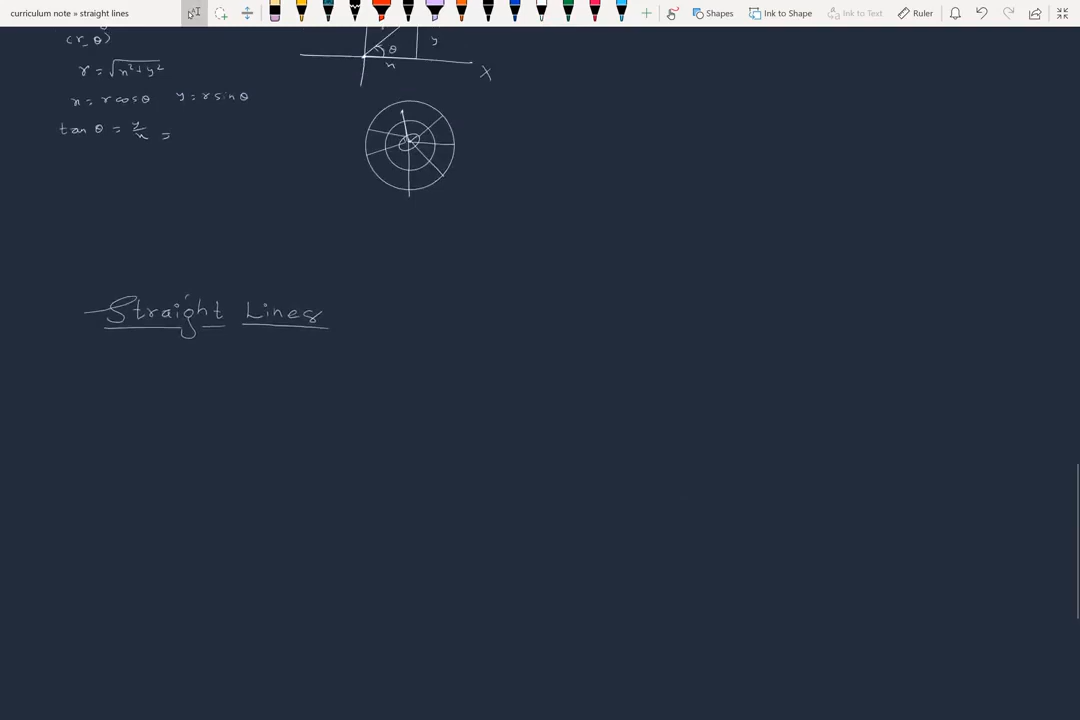 curriculum note » straight lines
Shapes Ink to Shape Ink to Text Ruler
(r, θ)
r = √x²+y²
x = r cos θ y = r sin θ
tan θ = y/x =
θ
y
x
X
Straight Lines